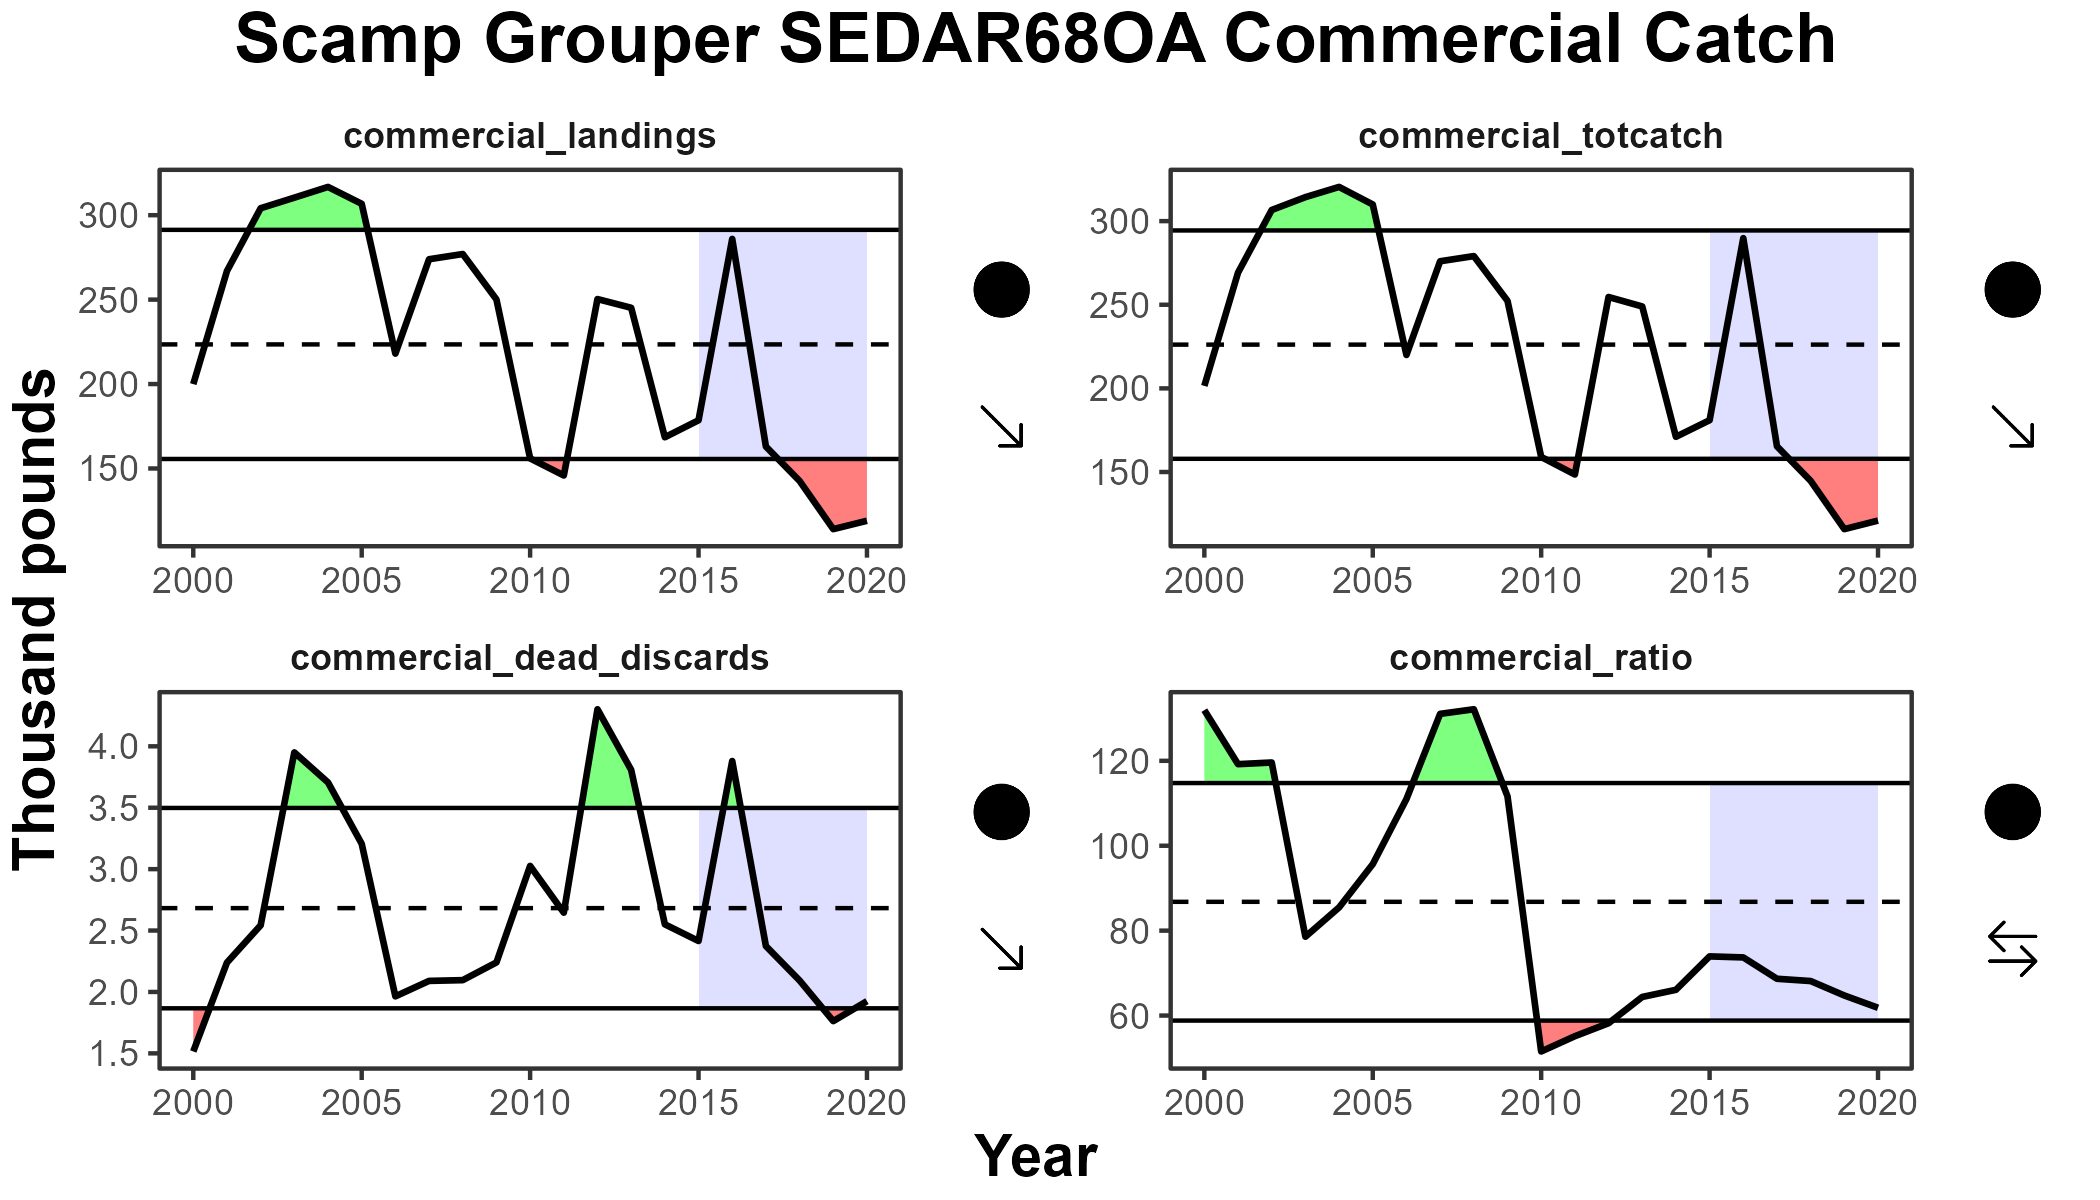 Scamp Grouper SEDAR68OA Commercial Catch
commercial_landings
300
250
200
150
2000 2005 2010 2015 2020
commercial_totcatch
300
250
200
150
2000 2005 2010 2015 2020
Thousand pounds
commercial_dead_discards
4.0
3.5
3.0
2.5
2.0
1.5
2000 2005 2010 2015 2020
commercial_ratio
120
100
80
60
2000 2005 2010 2015 2020
Year